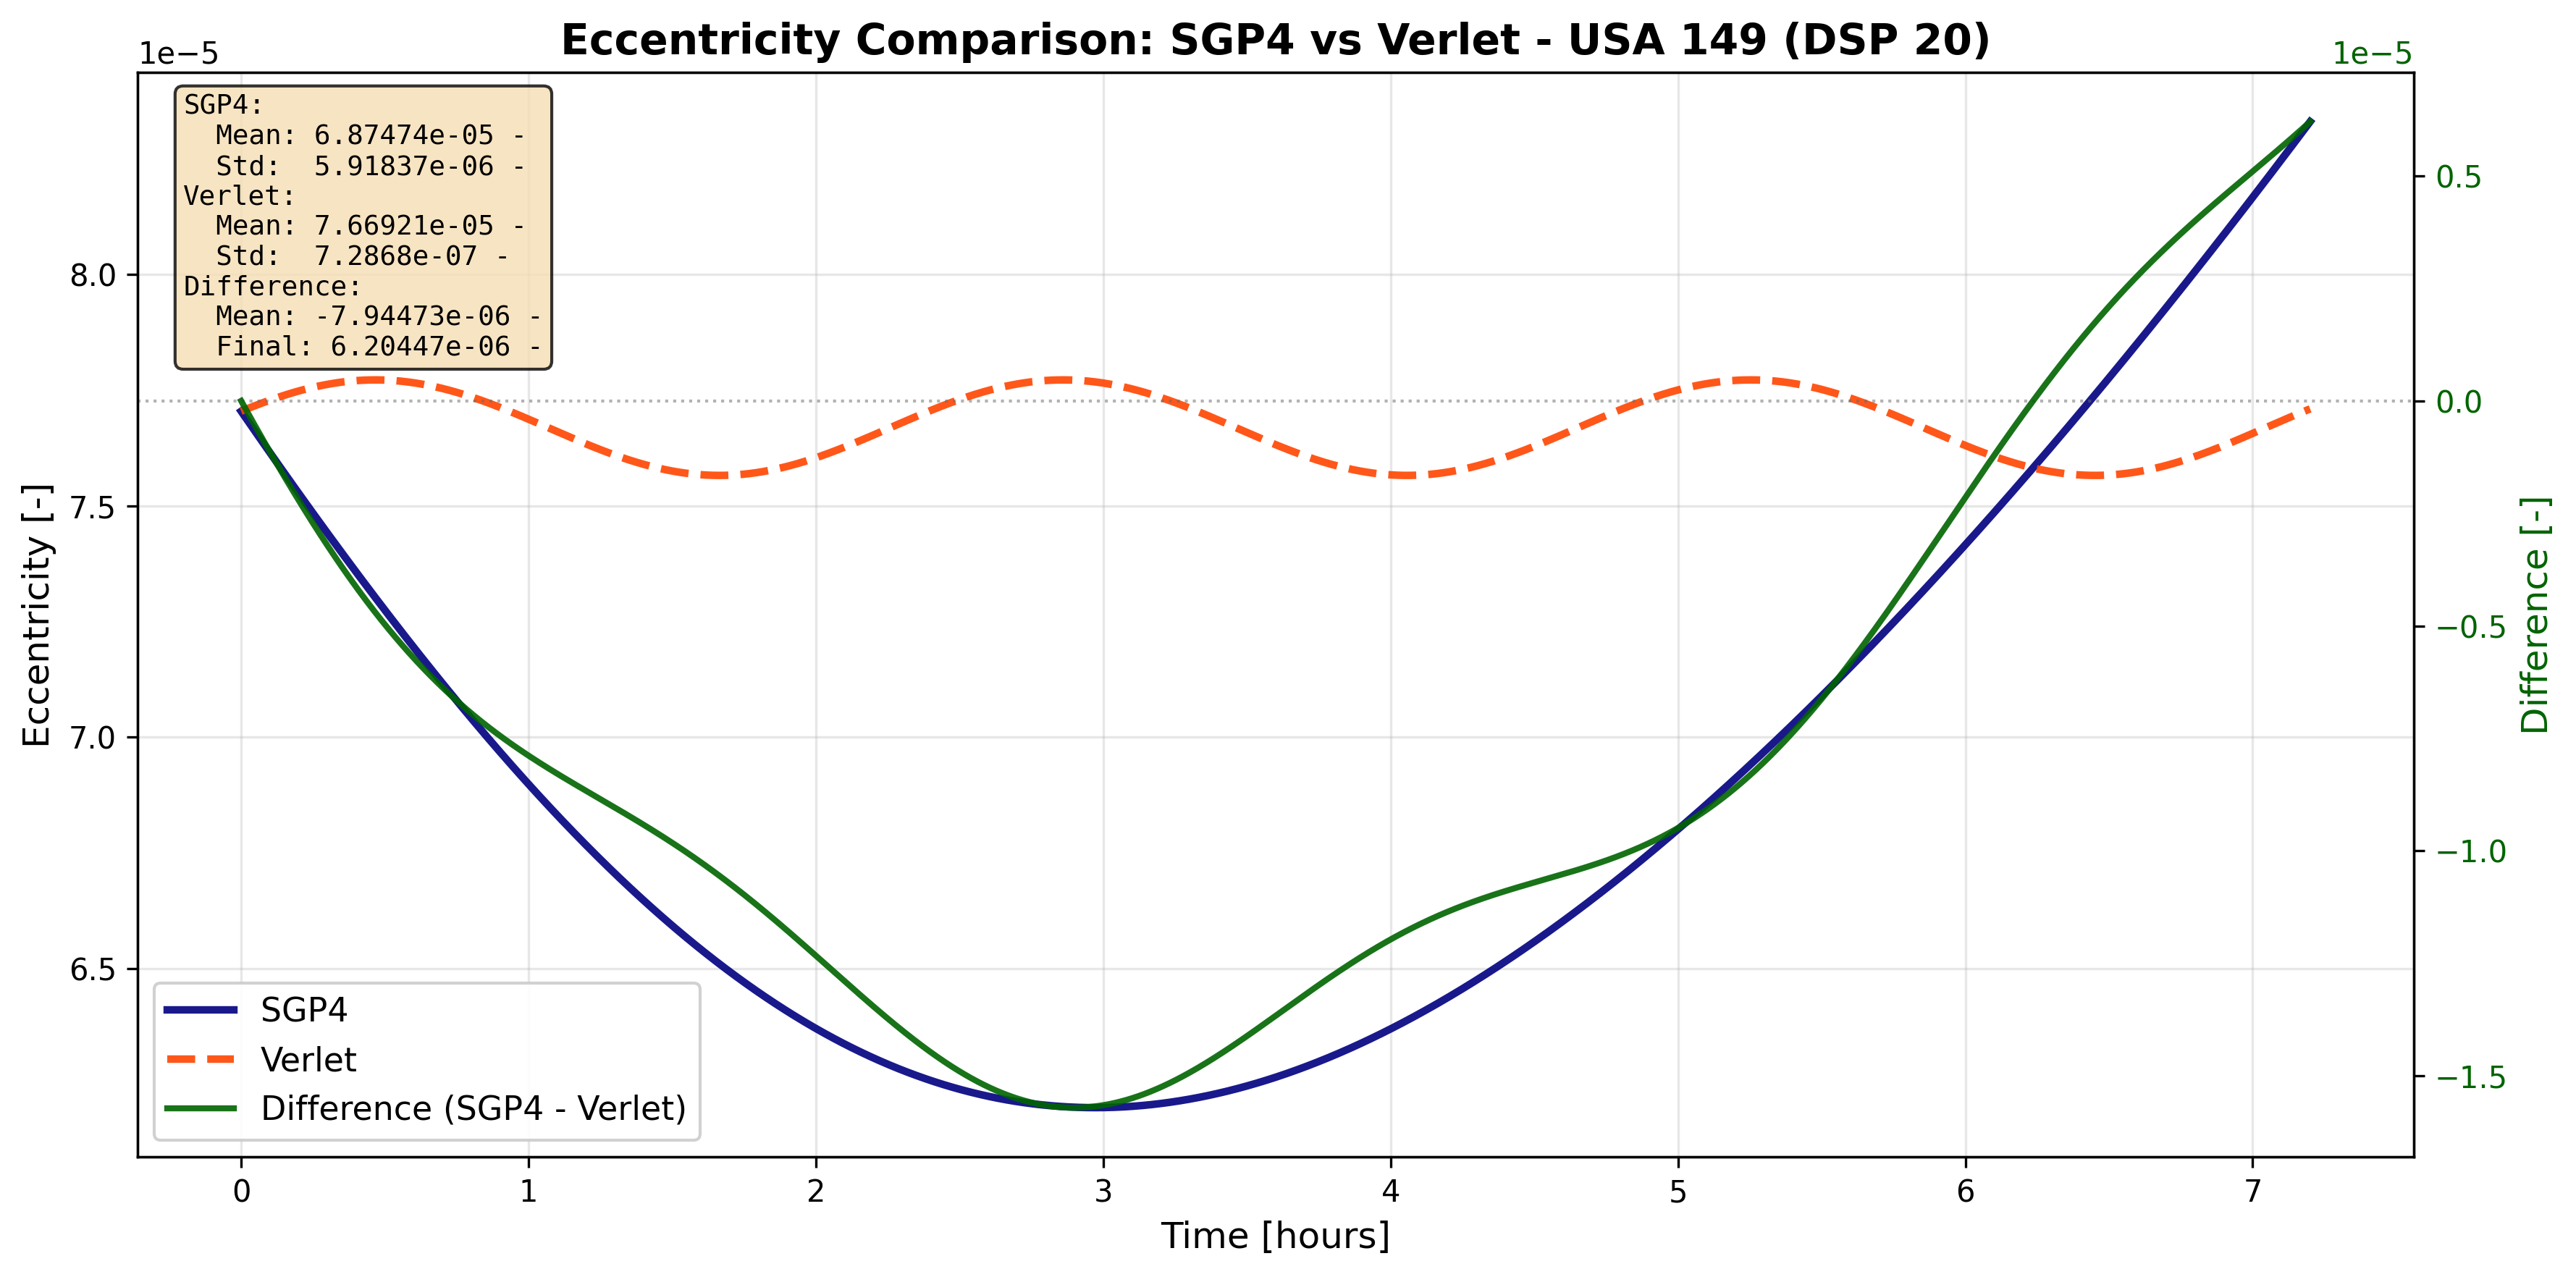 Eccentricity Comparison: SGP4 vs Verlet - USA 149 (DSP 20)
1e−5
1e−5
SGP4:
Mean: 6.87474e-05 -
Std: 5.91837e-06 -
Verlet:
Mean: 7.66921e-05 -
Std: 7.2868e-07 -
Difference:
Mean: -7.94473e-06 -
Final: 6.20447e-06 -
Eccentricity [-]
8.0
7.5
7.0
6.5
0.5
0.0
−0.5
−1.0
−1.5
Difference [-]
SGP4
Verlet
Difference (SGP4 - Verlet)
0 1 2 3 4 5 6 7
Time [hours]